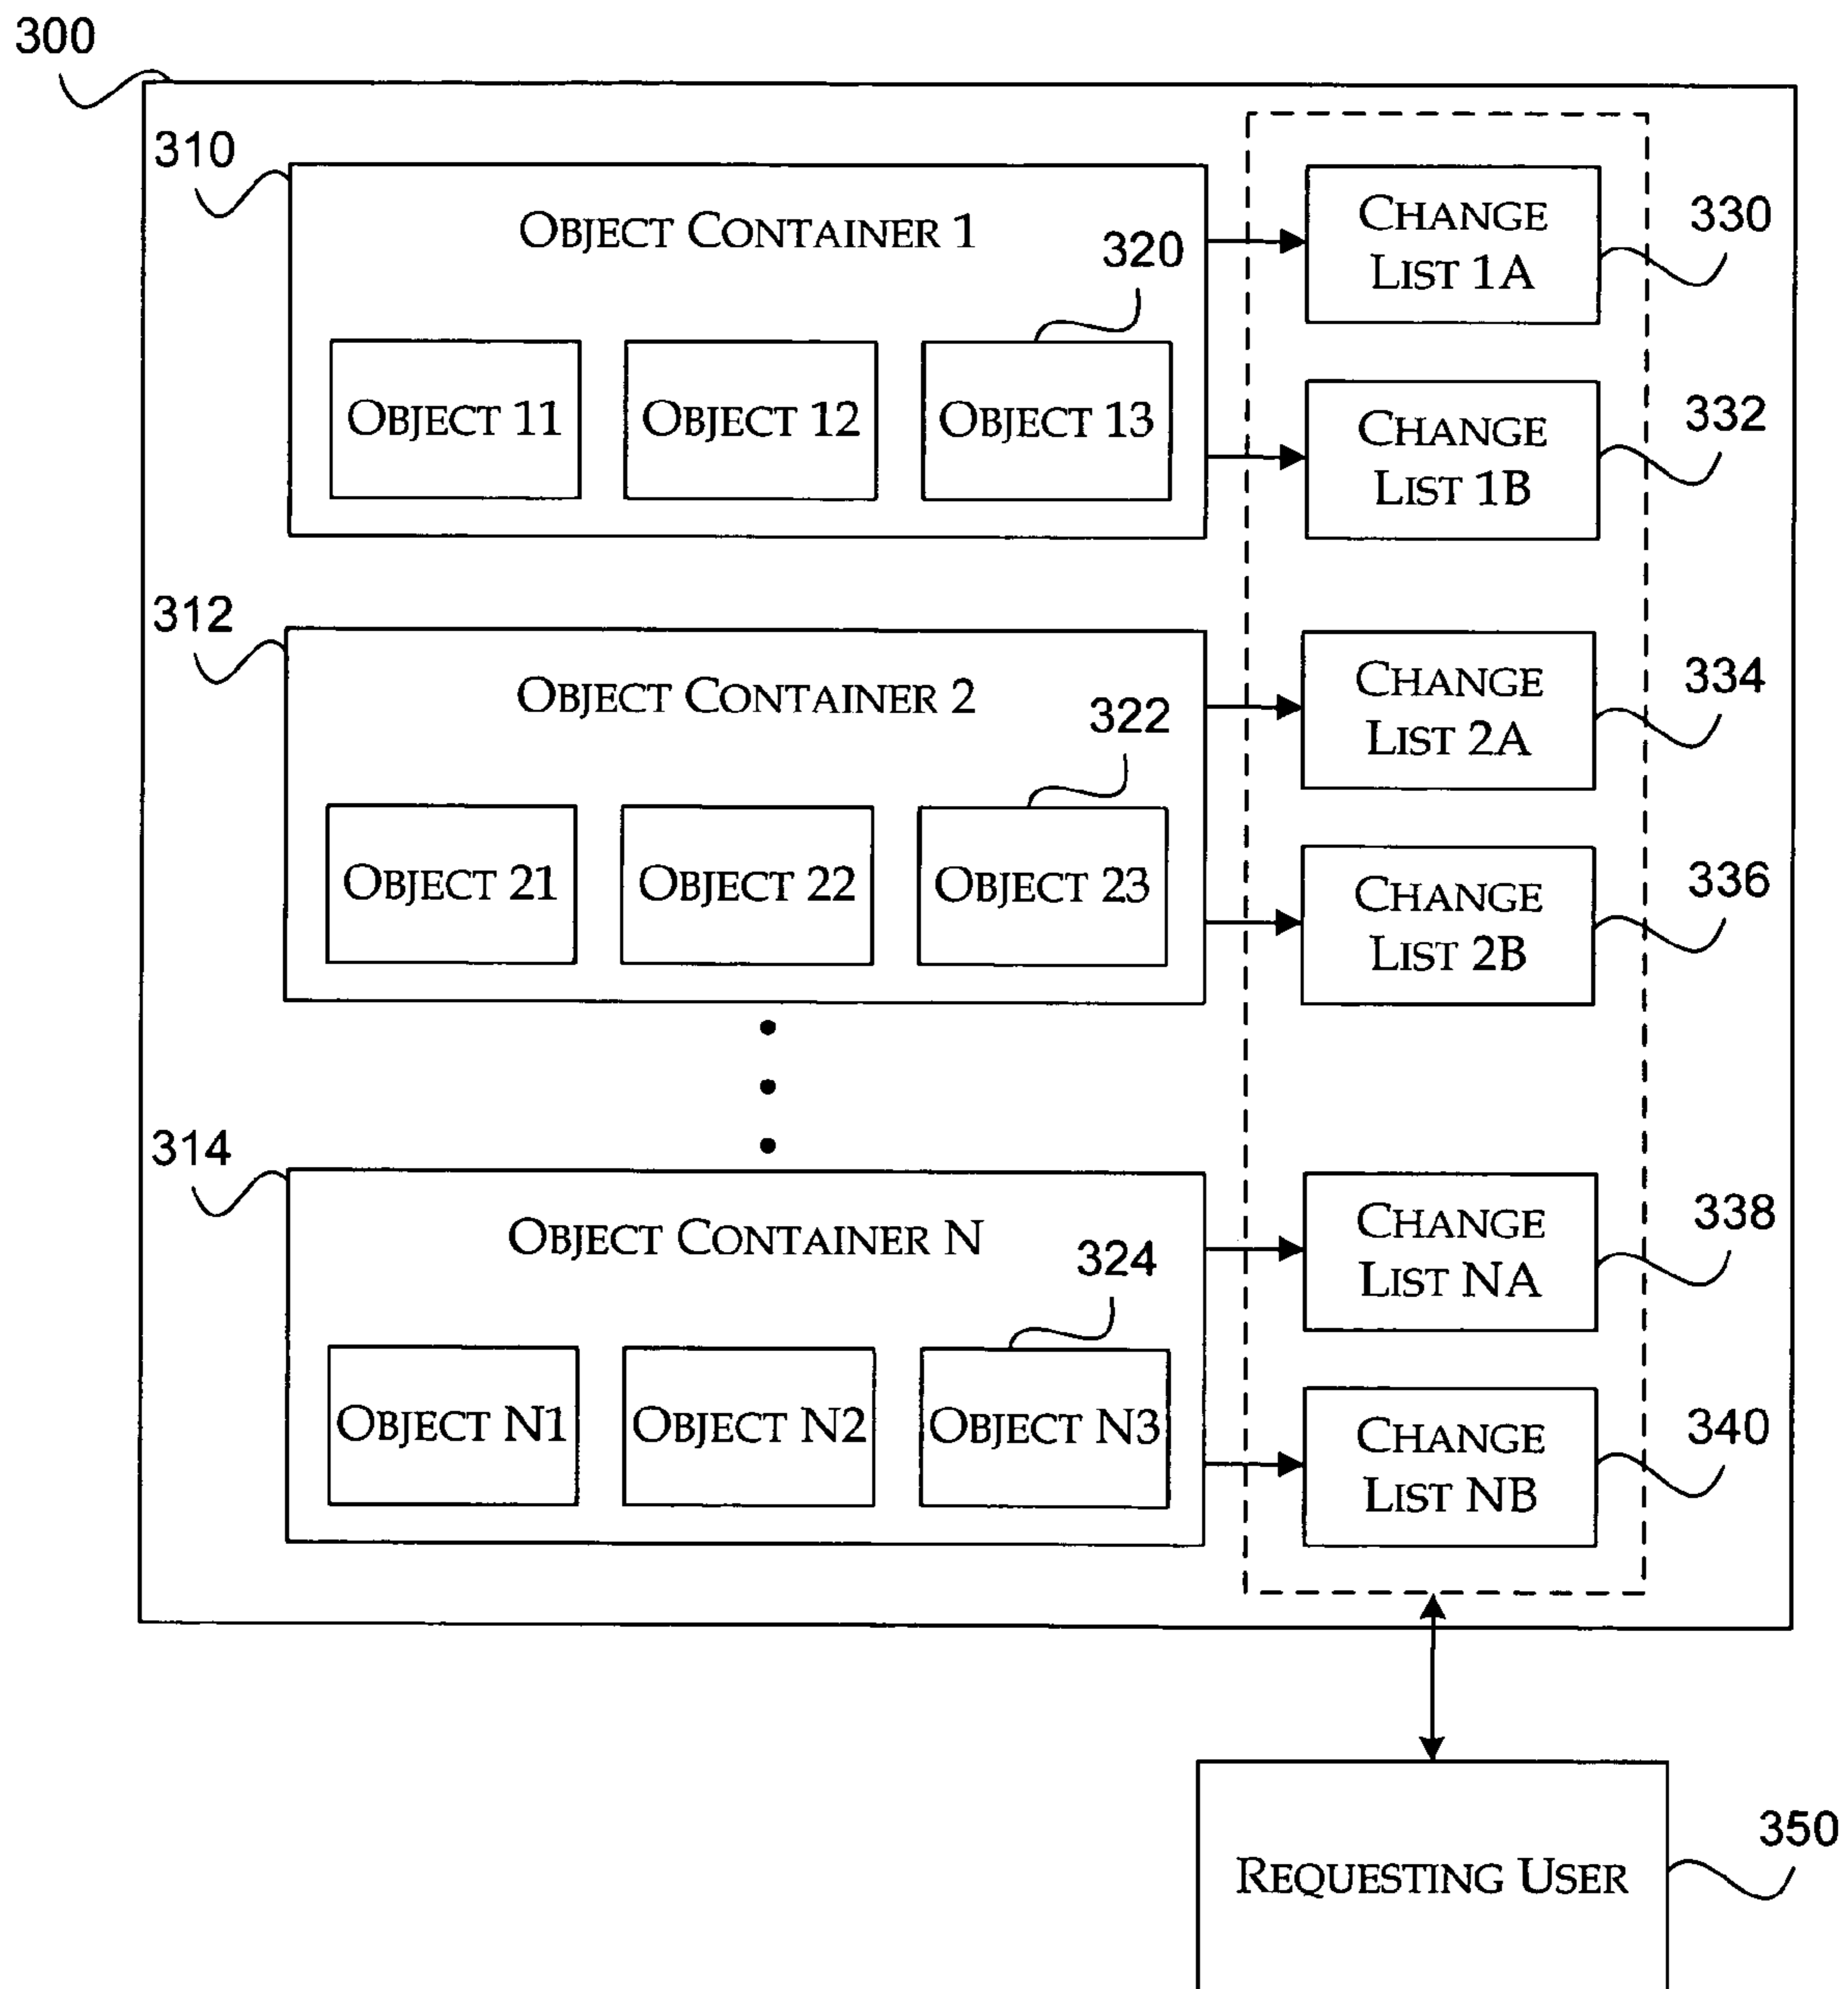 300
310
OBJECT CONTAINER 1
320
OBJECT 11
OBJECT 12
OBJECT 13
CHANGE
LIST 1A
330
CHANGE
LIST 1B
332
312
OBJECT CONTAINER 2
322
OBJECT 21
OBJECT 22
OBJECT 23
CHANGE
LIST 2A
334
CHANGE
LIST 2B
336
314
OBJECT CONTAINER N
324
OBJECT N1
OBJECT N2
OBJECT N3
CHANGE
LIST NA
338
CHANGE
LIST NB
340
REQUESTING USER
350